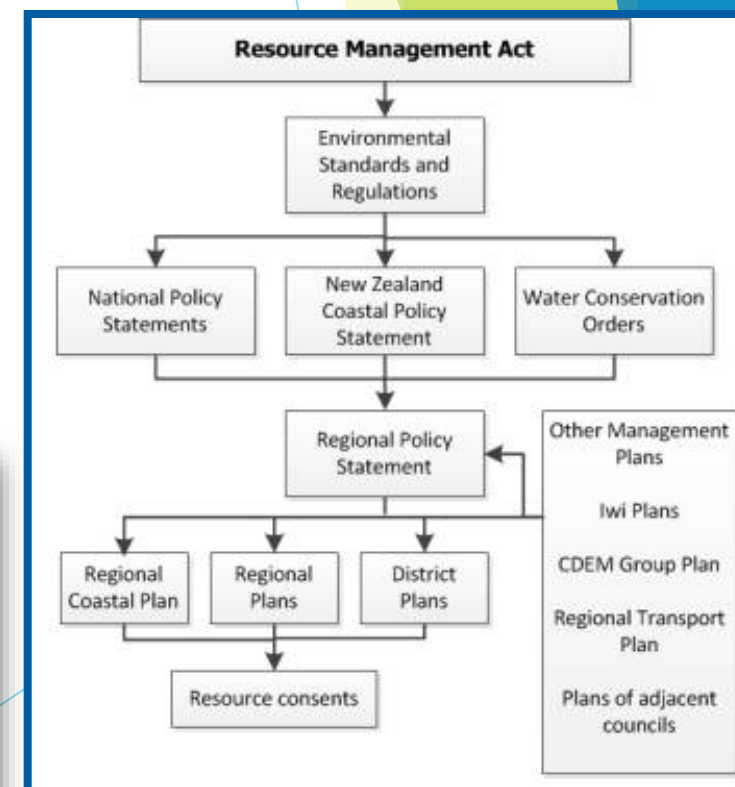 Resource Management Act
Environmental
Standards and
Regulations
National Policy
Statements
New Zealand
Coastal Policy
Statement
Water Conservation
Orders
Regional Policy
Statement
Other Management
Plans
Iwi Plans
CDEM Group Plan
Regional Transport
Plan
Plans of adjacent
councils
Regional
Coastal Plan
Regional
Plans
District
Plans
Resource consents